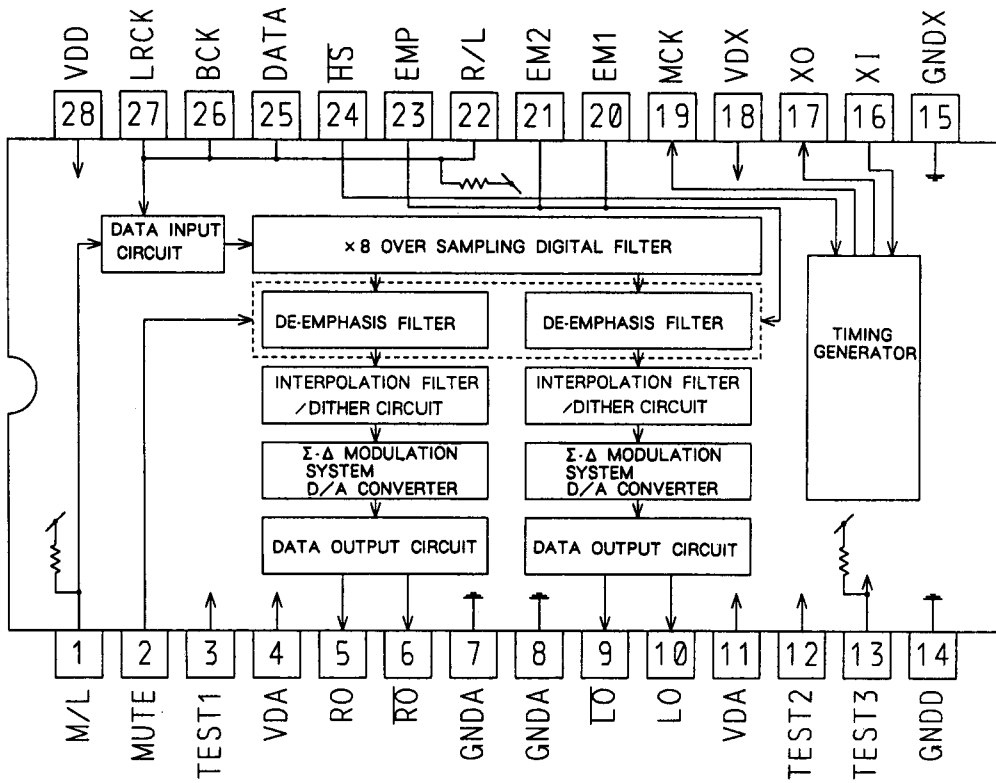 VDD
LRCK
BCK
DATA
H̅S̅
EMP
R/L
EM2
EM1
MCK
VDX
XO
XI
GNDX
28
27
26
25
24
23
22
21
20
19
18
17
16
15
DATA INPUT
CIRCUIT
×8 OVER SAMPLING DIGITAL FILTER
DE-EMPHASIS FILTER
DE-EMPHASIS FILTER
TIMING
GENERATOR
INTERPOLATION FILTER
/DITHER CIRCUIT
INTERPOLATION FILTER
/DITHER CIRCUIT
Σ·Δ MODULATION
SYSTEM
D/A CONVERTER
Σ·Δ MODULATION
SYSTEM
D/A CONVERTER
DATA OUTPUT CIRCUIT
DATA OUTPUT CIRCUIT
1
2
3
4
5
6
7
8
9
10
11
12
13
14
M/L
MUTE
TEST1
VDA
RO
R̅O̅
GNDA
GNDA
L̅O̅
LO
VDA
TEST2
TEST3
GNDD